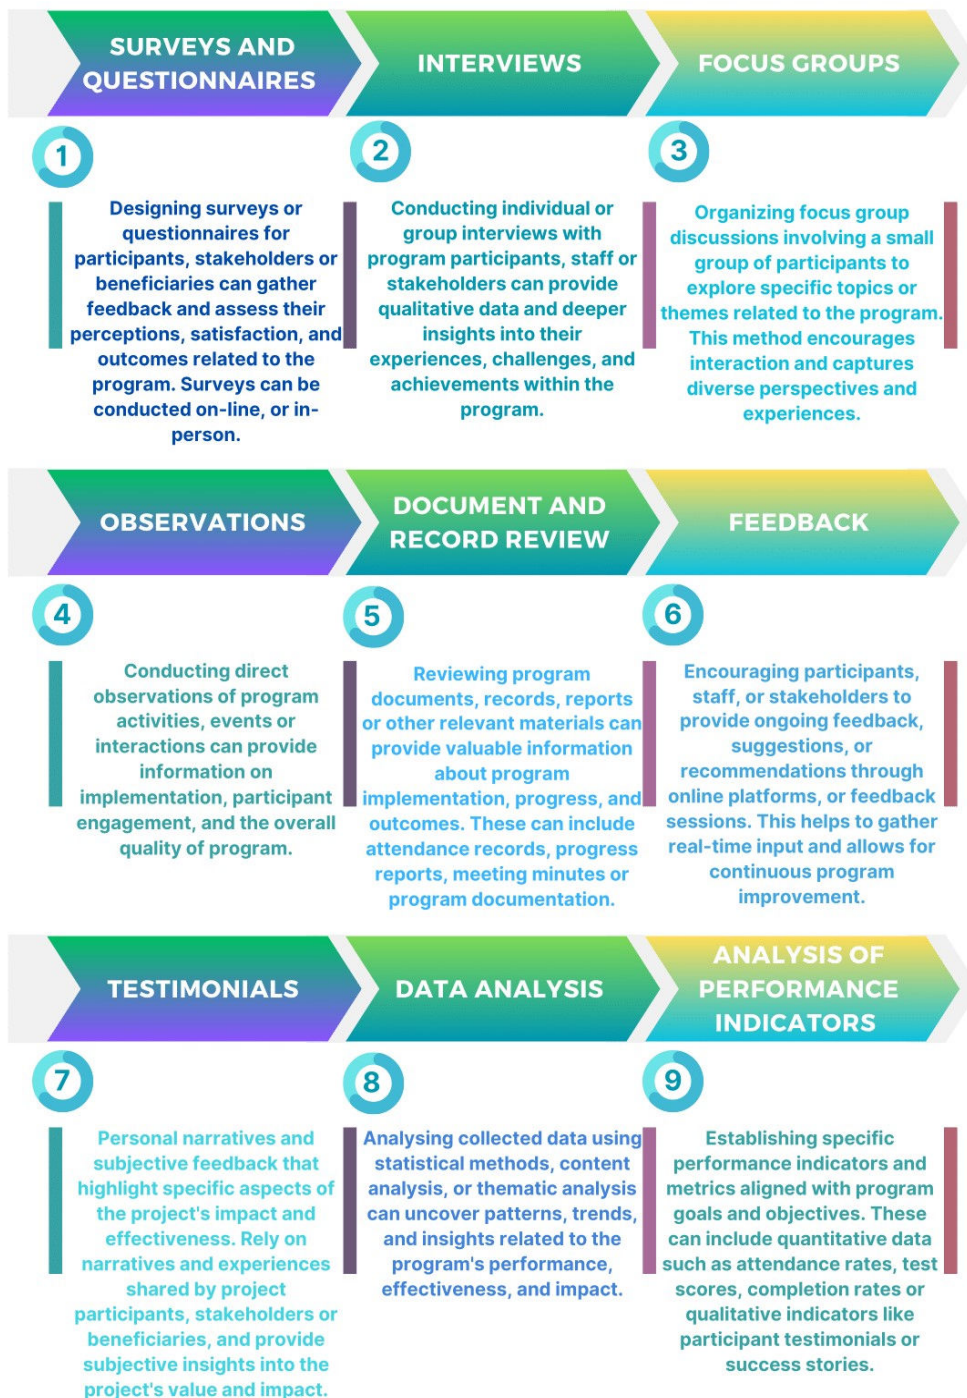 SURVEYS AND
QUESTIONNAIRES
INTERVIEWS
FOCUS GROUPS
1
Designing surveys or
questionnaires for
participants, stakeholders or
beneficiaries can gather
feedback and assess their
perceptions, satisfaction, and
outcomes related to the
program. Surveys can be
conducted on-line, or in-
person.
2
Conducting individual or
group interviews with
program participants, staff or
stakeholders can provide
qualitative data and deeper
insights into their
experiences, challenges, and
achievements within the
program.
3
Organizing focus group
discussions involving a small
group of participants to
explore specific topics or
themes related to the program.
This method encourages
interaction and captures
diverse perspectives and
experiences.
OBSERVATIONS
DOCUMENT AND
RECORD REVIEW
FEEDBACK
4
Conducting direct
observations of program
activities, events or
interactions can provide
information on
implementation, participant
engagement, and the overall
quality of program.
5
Reviewing program
documents, records, reports
or other relevant materials can
provide valuable information
about program
implementation, progress, and
outcomes. These can include
attendance records, progress
reports, meeting minutes or
program documentation.
6
Encouraging participants,
staff, or stakeholders to
provide ongoing feedback,
suggestions, or
recommendations through
online platforms, or feedback
sessions. This helps to gather
real-time input and allows for
continuous program
improvement.
TESTIMONIALS
DATA ANALYSIS
ANALYSIS OF
PERFORMANCE
INDICATORS
7
Personal narratives and
subjective feedback that
highlight specific aspects of
the project's impact and
effectiveness. Rely on
narratives and experiences
shared by project
participants, stakeholders or
beneficiaries, and provide
subjective insights into the
project's value and impact.
8
Analysing collected data using
statistical methods, content
analysis, or thematic analysis
can uncover patterns, trends,
and insights related to the
program's performance,
effectiveness, and impact.
9
Establishing specific
performance indicators and
metrics aligned with program
goals and objectives. These
can include quantitative data
such as attendance rates, test
scores, completion rates or
qualitative indicators like
participant testimonials or
success stories.